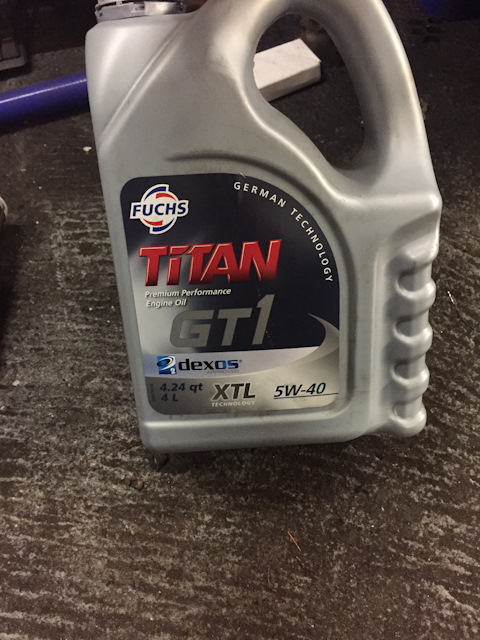 GERMAN TECHNOLOGY
FUCHS
TiTAN
Premium Performance
Engine Oil
GT1
dexos®
4.24 qt
4 L
XTL
TECHNOLOGY
5W-40